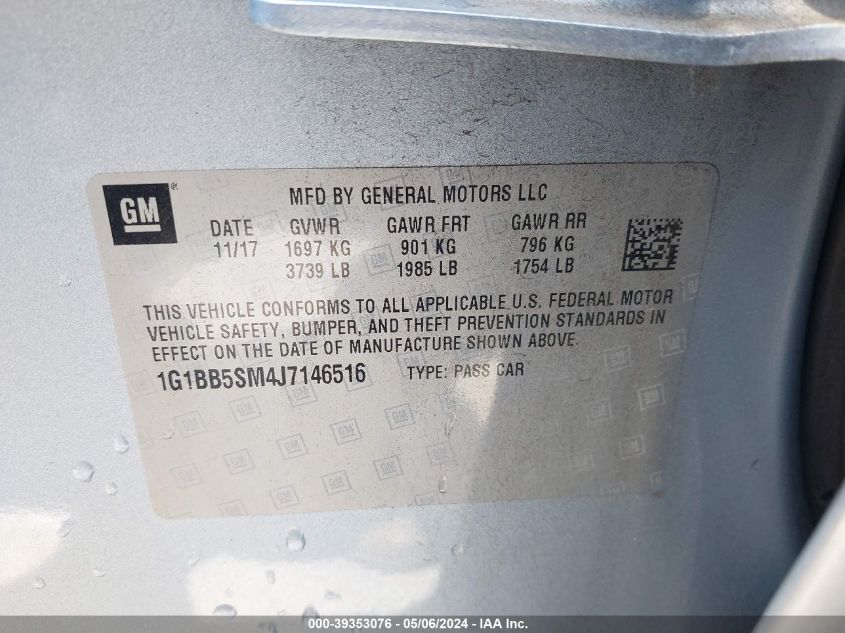 GM ® MFD BY GENERAL MOTORS LLC
DATE GVWR GAWR FRT GAWR RR
11/17 1697 KG 901 KG 796 KG
3739 LB 1985 LB 1754 LB
THIS VEHICLE CONFORMS TO ALL APPLICABLE U.S. FEDERAL MOTOR
VEHICLE SAFETY, BUMPER, AND THEFT PREVENTION STANDARDS IN
EFFECT ON THE DATE OF MANUFACTURE SHOWN ABOVE.
1G1BB5SM4J7146516 TYPE: PASS CAR
000-39353076 - 05/06/2024 - IAA Inc.